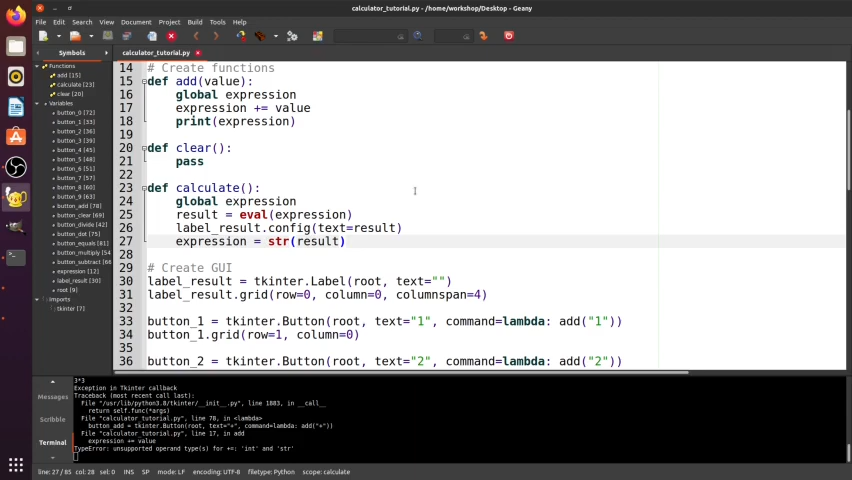 calculator_tutorial.py - /home/workshop/Desktop - Geany
File Edit Search View Document Project Build Tools Help
Symbols
calculator_tutorial.py
Functions
add [15]
calculate [23]
clear [20]
Variables
button_0 [72]
button_1 [33]
button_2 [36]
button_3 [39]
button_4 [45]
button_5 [48]
button_6 [51]
button_7 [57]
button_8 [60]
button_9 [63]
button_add [78]
button_clear [69]
button_divide [42]
button_dot [75]
button_equals [81]
button_multiply [54
button_subtract [66
expression [12]
label_result [30]
root [9]
Imports
tkinter [7]
14 # Create functions
15 def add(value):
16 global expression
17 expression += value
18 print(expression)
19
20 def clear():
21 pass
22
23 def calculate():
24 global expression
25 result = eval(expression)
26 label_result.config(text=result)
27 expression = str(result)
28
29 # Create GUI
30 label_result = tkinter.Label(root, text="")
31 label_result.grid(row=0, column=0, columnspan=4)
32
33 button_1 = tkinter.Button(root, text="1", command=lambda: add("1"))
34 button_1.grid(row=1, column=0)
35
36 button_2 = tkinter.Button(root, text="2", command=lambda: add("2"))
Messages
Scribble
Terminal
3*3
Exception in Tkinter callback
Traceback (most recent call last):
File "/usr/lib/python3.8/tkinter/__init__.py", line 1883, in __call__
return self.func(*args)
File "calculator_tutorial.py", line 78, in <lambda>
button_add = tkinter.Button(root, text="+", command=lambda: add("+"))
File "calculator_tutorial.py", line 17, in add
expression += value
TypeError: unsupported operand type(s) for +=: 'int' and 'str'
line: 27 / 85 col: 28 sel: 0 INS SP mode: LF encoding: UTF-8 filetype: Python scope: calculate